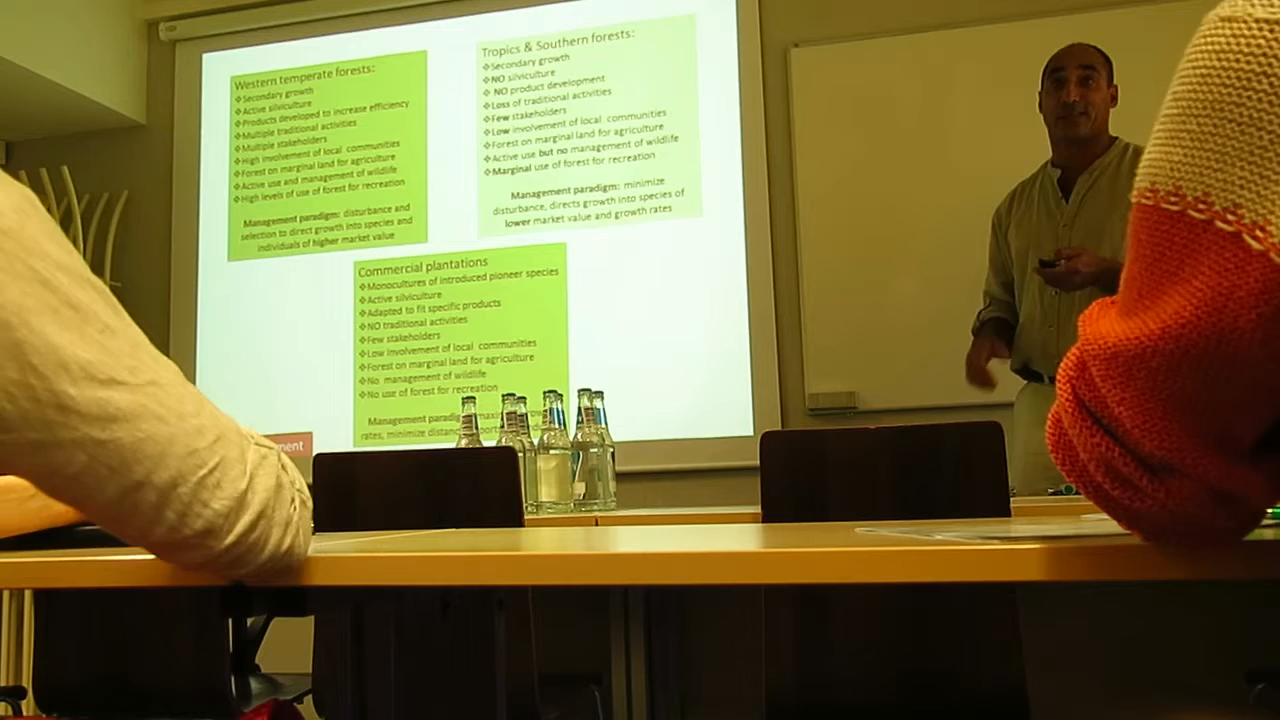 Western temperate forests:
❖Secondary growth
❖Active silviculture
❖Products developed to increase efficiency
❖Multiple traditional activities
❖Multiple stakeholders
❖High involvement of local communities
❖Forest on marginal land for agriculture
❖Active use and management of wildlife
❖High levels of use of forest for recreation
Management paradigm: disturbance and
selection to direct growth into species and
individuals of higher market value
Tropics & Southern forests:
❖Secondary growth
❖NO silviculture
❖NO product development
❖Loss of traditional activities
❖Few stakeholders
❖Low involvement of local communities
❖Forest on marginal land for agriculture
❖Active use but no management of wildlife
❖Marginal use of forest for recreation
Management paradigm: minimize
disturbance, directs growth into species of
lower market value and growth rates
Commercial plantations
❖Monocultures of introduced pioneer species
❖Active silviculture
❖Adapted to fit specific products
❖NO traditional activities
❖Few stakeholders
❖Low involvement of local communities
❖Forest on marginal land for agriculture
❖No management of wildlife
❖No use of forest for recreation
Management
rates, minimize